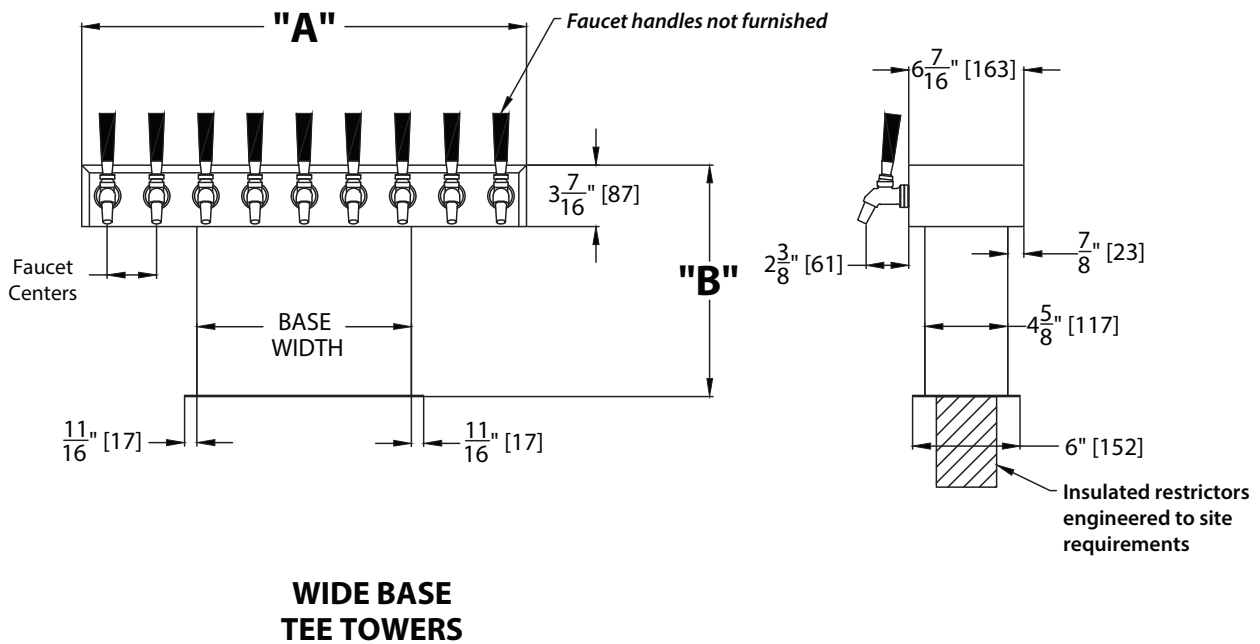 "A"
Faucet handles not furnished
6 7/16" [163]
3 7/16" [87]
Faucet
Centers
"B"
2 3/8" [61]
7/8" [23]
BASE
WIDTH
4 5/8" [117]
11/16" [17]
11/16" [17]
6" [152]
Insulated restrictors
engineered to site
requirements
WIDE BASE
TEE TOWERS